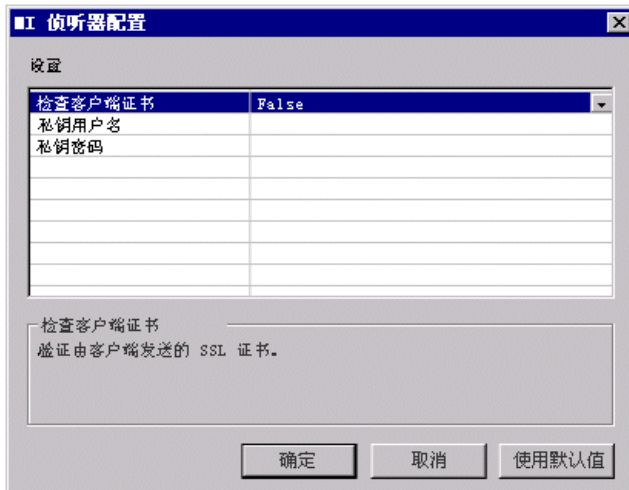 侦听器配置
设置
检查客户端证书 False
私钥用户名
私钥密码
检查客户端证书
验证由客户端发送的 SSL 证书。
确定 取消 使用默认值